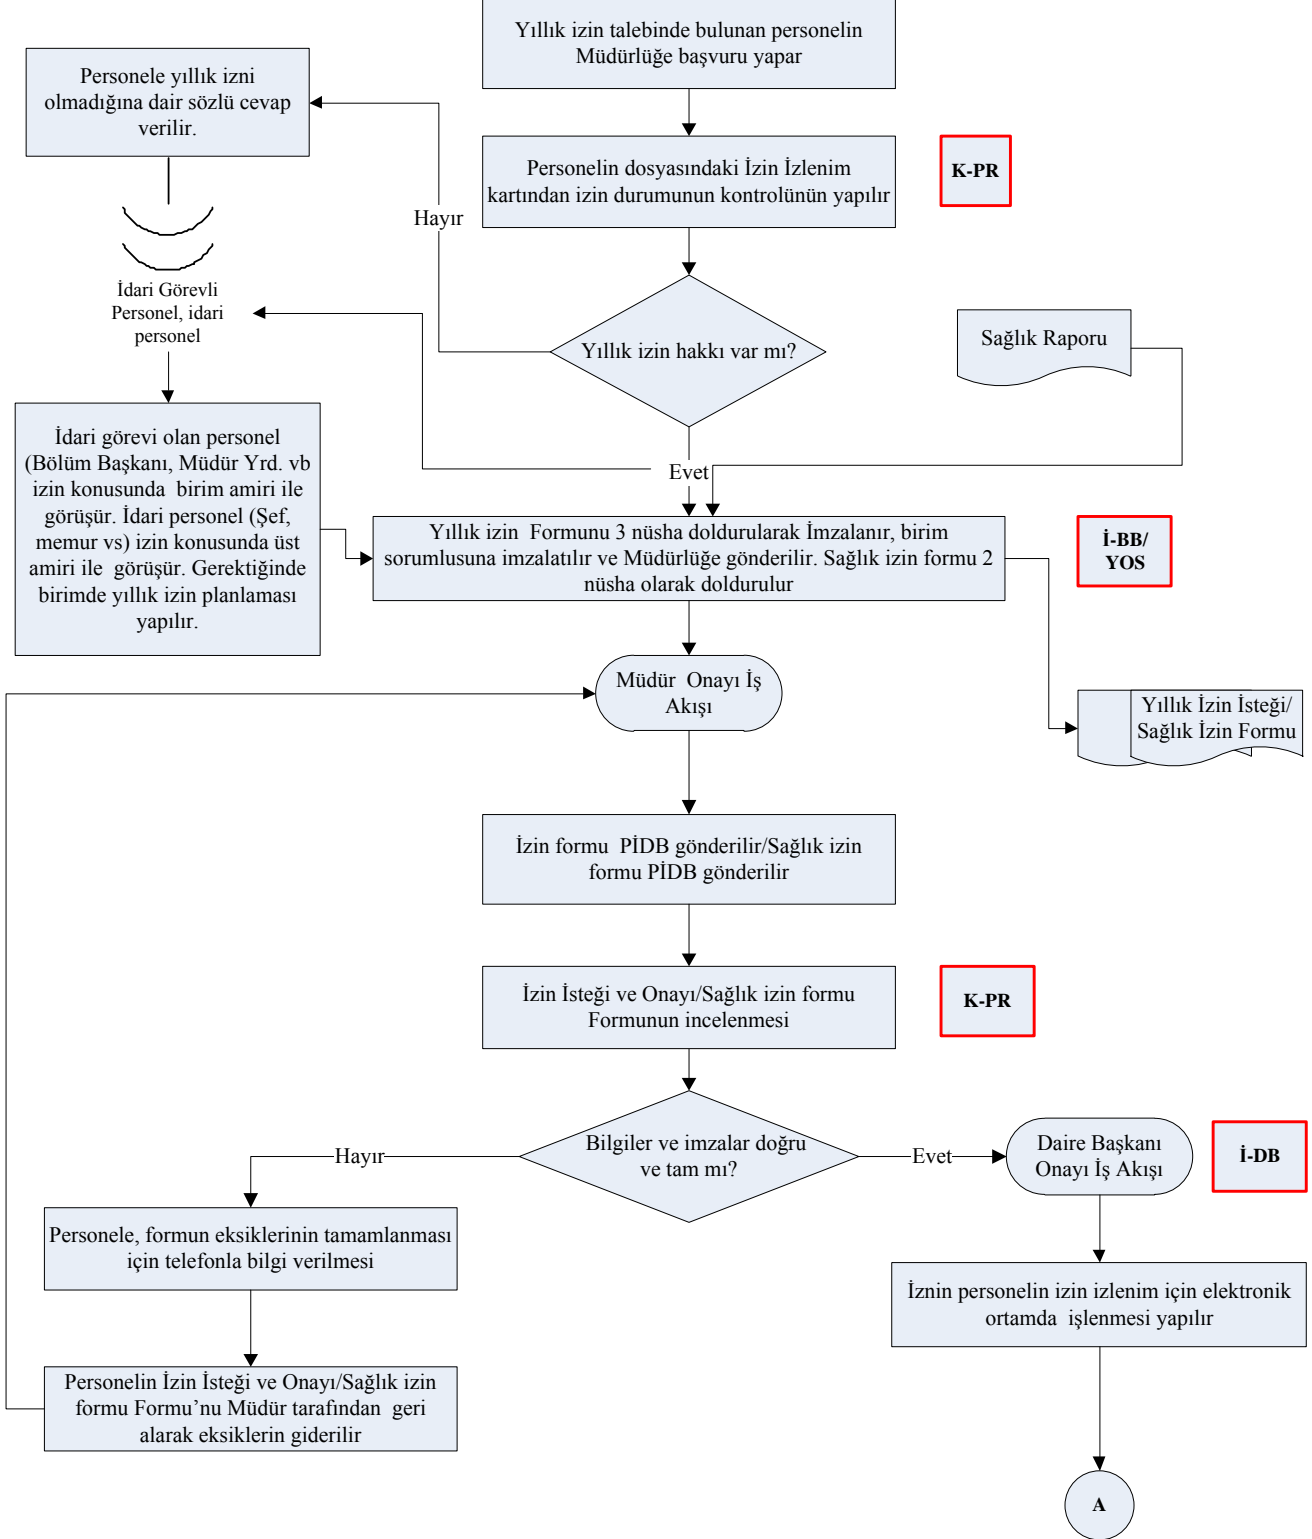 Yıllık izin talebinde bulunan personelin
Müdürlüğe başvuru yapar
Personele yıllık izni
olmadığına dair sözlü cevap
verilir.
Personelin dosyasındaki İzin İzlenim
kartından izin durumunun kontrolünün yapılır
K-PR
Hayır
İdari Görevli
Personel, idari
personel
Yıllık izin hakkı var mı?
Sağlık Raporu
Evet
İdari görevi olan personel
(Bölüm Başkanı, Müdür Yrd. vb
izin konusunda birim amiri ile
görüşür. İdari personel (Şef,
memur vs) izin konusunda üst
amiri ile görüşür. Gerektiğinde
birimde yıllık izin planlaması
yapılır.
Yıllık izin Formunu 3 nüsha doldurularak İmzalanır, birim
sorumlusuna imzalatılır ve Müdürlüğe gönderilir. Sağlık izin formu 2
nüsha olarak doldurulur
İ-BB/
YOS
Müdür Onayı İş
Akışı
Yıllık İzin İsteği/
Sağlık İzin Formu
İzin formu PİDB gönderilir/Sağlık izin
formu PİDB gönderilir
İzin İsteği ve Onayı/Sağlık izin formu
Formunun incelenmesi
K-PR
Bilgiler ve imzalar doğru
ve tam mı?
Hayır
Evet
Daire Başkanı
Onayı İş Akışı
İ-DB
Personele, formun eksiklerinin tamamlanması
için telefonla bilgi verilmesi
İznin personelin izin izlenim için elektronik
ortamda işlenmesi yapılır
Personelin İzin İsteği ve Onayı/Sağlık izin
formu Formu’nu Müdür tarafından geri
alarak eksiklerin giderilir
A